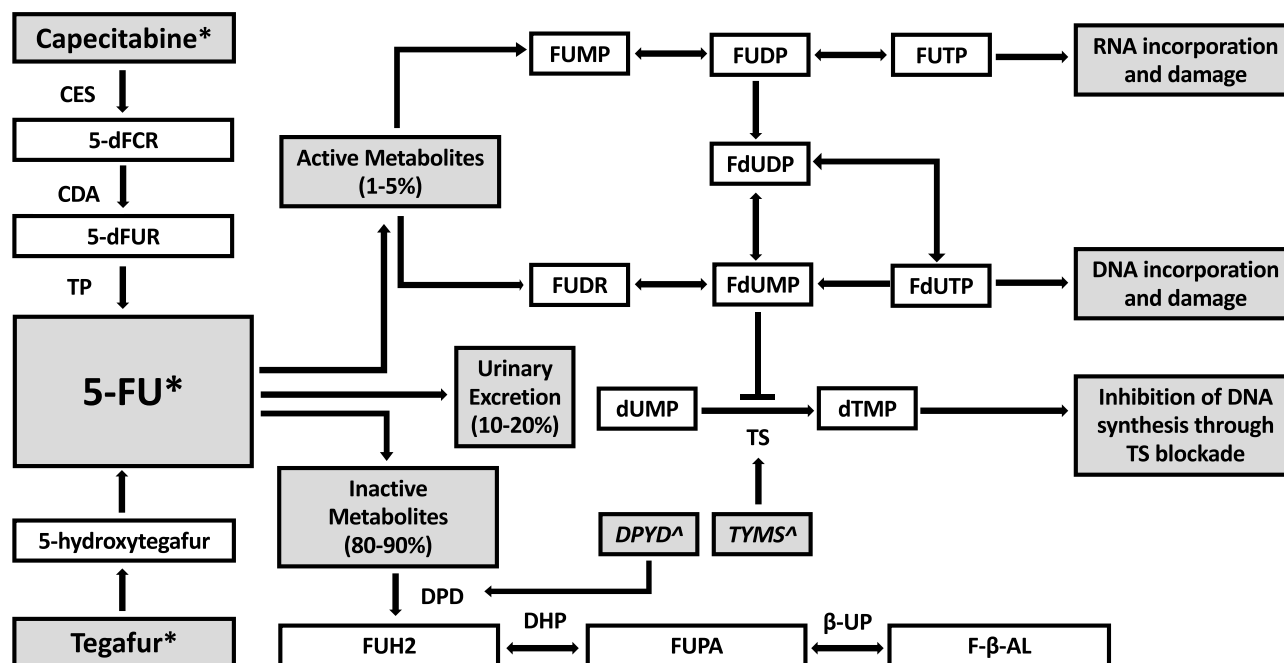 Capecitabine*
CES
5-dFCR
CDA
5-dFUR
TP
5-FU*
5-hydroxytegafur
Tegafur*
Active Metabolites
(1-5%)
FUMP
FUDP
FUTP
RNA incorporation
and damage
FdUDP
FUDR
FdUMP
FdUTP
DNA incorporation
and damage
Urinary
Excretion
(10-20%)
dUMP
TS
dTMP
Inhibition of DNA
synthesis through
TS blockade
Inactive
Metabolites
(80-90%)
DPYD^
TYMS^
DPD
FUH2
DHP
FUPA
β-UP
F-β-AL